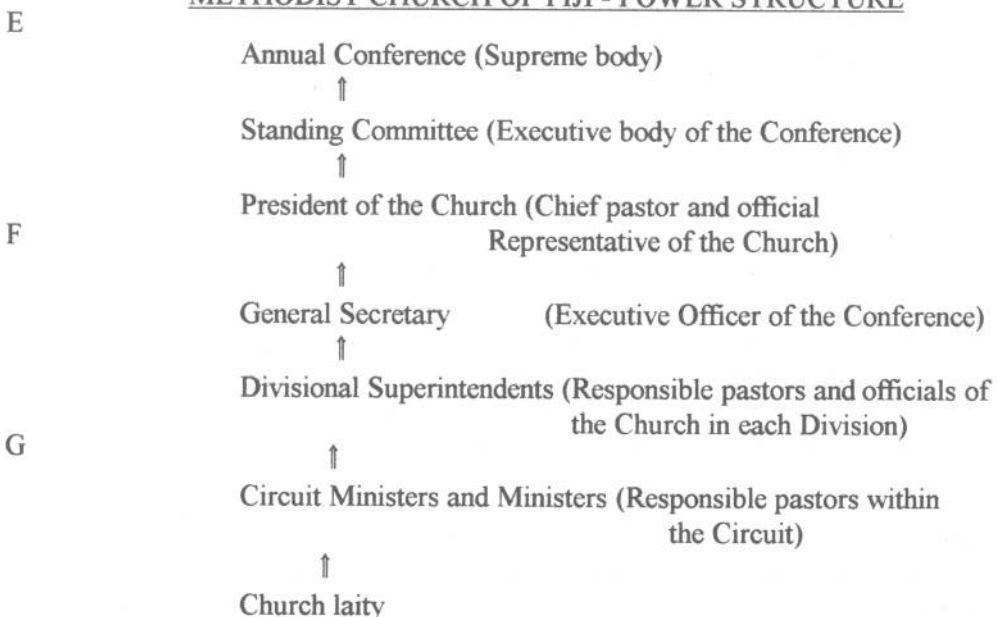 METHODIST CHURCH OF FIJI - POWER STRUCTURE
E
Annual Conference (Supreme body)
⇑
Standing Committee (Executive body of the Conference)
⇑
President of the Church (Chief pastor and official
F Representative of the Church)
⇑
General Secretary (Executive Officer of the Conference)
⇑
Divisional Superintendents (Responsible pastors and officials of
the Church in each Division)
G
⇑
Circuit Ministers and Ministers (Responsible pastors within
the Circuit)
⇑
Church laity